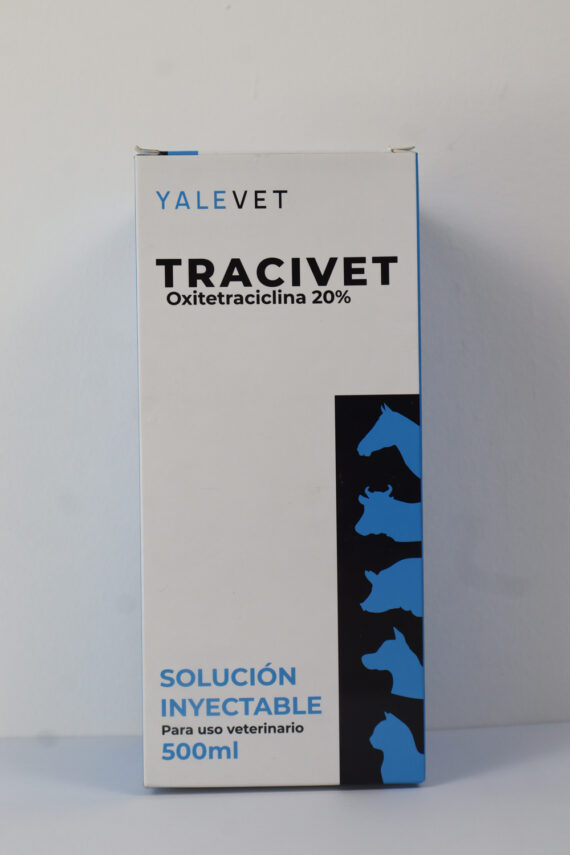 YALEVET
TRACIVET
Oxitetraciclina 20%
SOLUCIÓN
INYECTABLE
Para uso veterinario
500ml